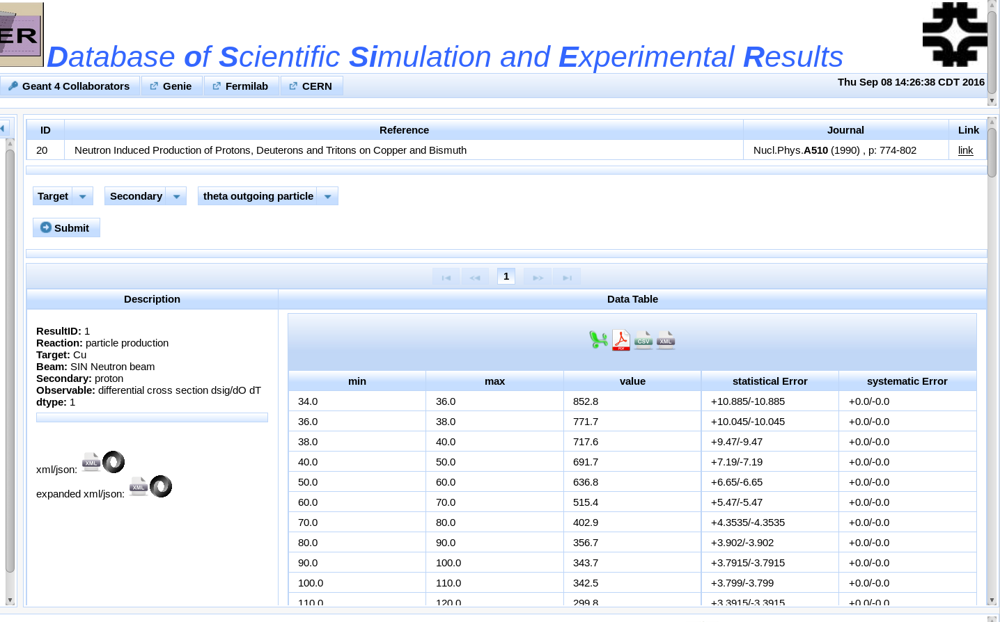 ER
Database of Scientific Simulation and Experimental Results
Geant 4 Collaborators Genie Fermilab CERN Thu Sep 08 14:26:38 CDT 2016
ID Reference Journal Link
20 Neutron Induced Production of Protons, Deuterons and Tritons on Copper and Bismuth Nucl.Phys.A510 (1990) , p: 774-802 link
Target Secondary theta outgoing particle
Submit
1
Description Data Table
ResultID: 1
Reaction: particle production
Target: Cu
Beam: SIN Neutron beam
Secondary: proton
Observable: differential cross section dsig/dO dT
dtype: 1
xml/json: XML
expanded xml/json: XML
PDF CSV XML
min max value statistical Error systematic Error
34.0 36.0 852.8 +10.885/-10.885 +0.0/-0.0
36.0 38.0 771.7 +10.045/-10.045 +0.0/-0.0
38.0 40.0 717.6 +9.47/-9.47 +0.0/-0.0
40.0 50.0 691.7 +7.19/-7.19 +0.0/-0.0
50.0 60.0 636.8 +6.65/-6.65 +0.0/-0.0
60.0 70.0 515.4 +5.47/-5.47 +0.0/-0.0
70.0 80.0 402.9 +4.3535/-4.3535 +0.0/-0.0
80.0 90.0 356.7 +3.902/-3.902 +0.0/-0.0
90.0 100.0 343.7 +3.7915/-3.7915 +0.0/-0.0
100.0 110.0 342.5 +3.799/-3.799 +0.0/-0.0
110.0 120.0 299.8 +3.3915/-3.3915 +0.0/-0.0